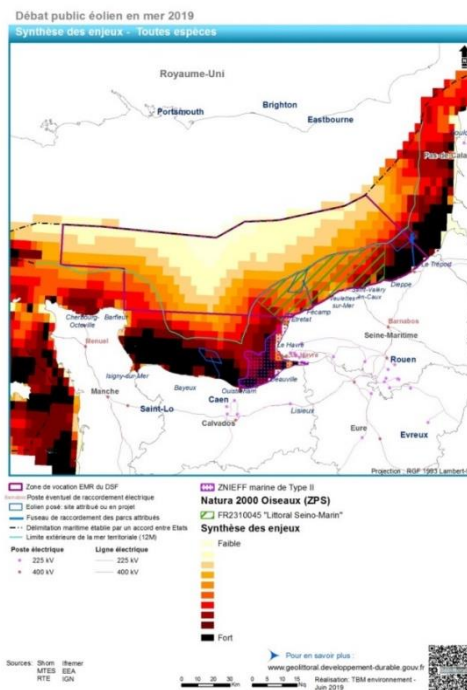 Débat public éolien en mer 2019
Synthèse des enjeux - Toutes espèces
Royaume-Uni
Portsmouth
Brighton
Eastbourne
Pas-de-Cala
Le Tréport
Dieppe
Saint-Valéry
en-Caux
Veulettes
sur-Mer
Fécamp
Etretat
Barnabos
Seine-Maritime
Cherbourg-
Octeville
Barfleur
Menuel
Le Havre
Rouen
Isigny-sur-Mer
Bayeux
Ouistreham
Deauville
Manche
Caen
Saint-Lo
Lisieux
Calvados
Eure
Evreux
Projection : RGF 1993 Lambert-
Zone de vocation EMR du DSF
Poste éventuel de raccordement électrique
Eolien posé: site attribué ou en projet
Fuseau de raccordement des parcs attribués
Délimitation maritime établie par un accord entre Etats
Limite extérieure de la mer territoriale (12M)
Poste électrique
Ligne électrique
225 kV
225 kV
400 kV
400 kV
ZNIEFF marine de Type II
Natura 2000 Oiseaux (ZPS)
FR2310045 "Littoral Seino-Marin"
Synthèse des enjeux
Faible
Fort
Sources: Shom Ifremer
MTES EEA
RTE IGN
Pour en savoir plus :
www.geolittoral.developpement-durable.gouv.fr
Réalisation: TBM environnement -
Juin 2019